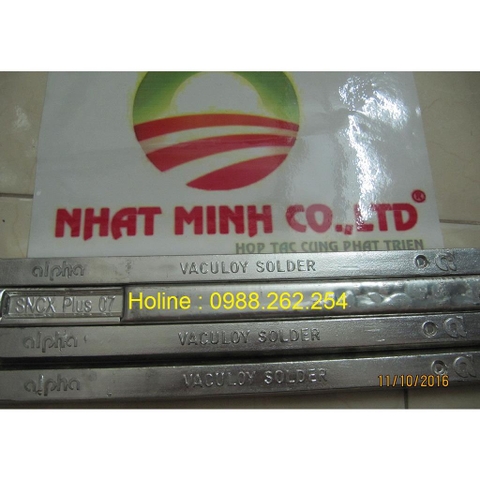 NHAT MINH CO.,LTD®
HOP TAC CUNG PHAT TRIEN
alpha VACULOY SOLDER
SNCX Plus 07
Holine : 0988.262.254
alpha VACULOY SOLDER
alpha VACULOY SOLDER
11/10/2016